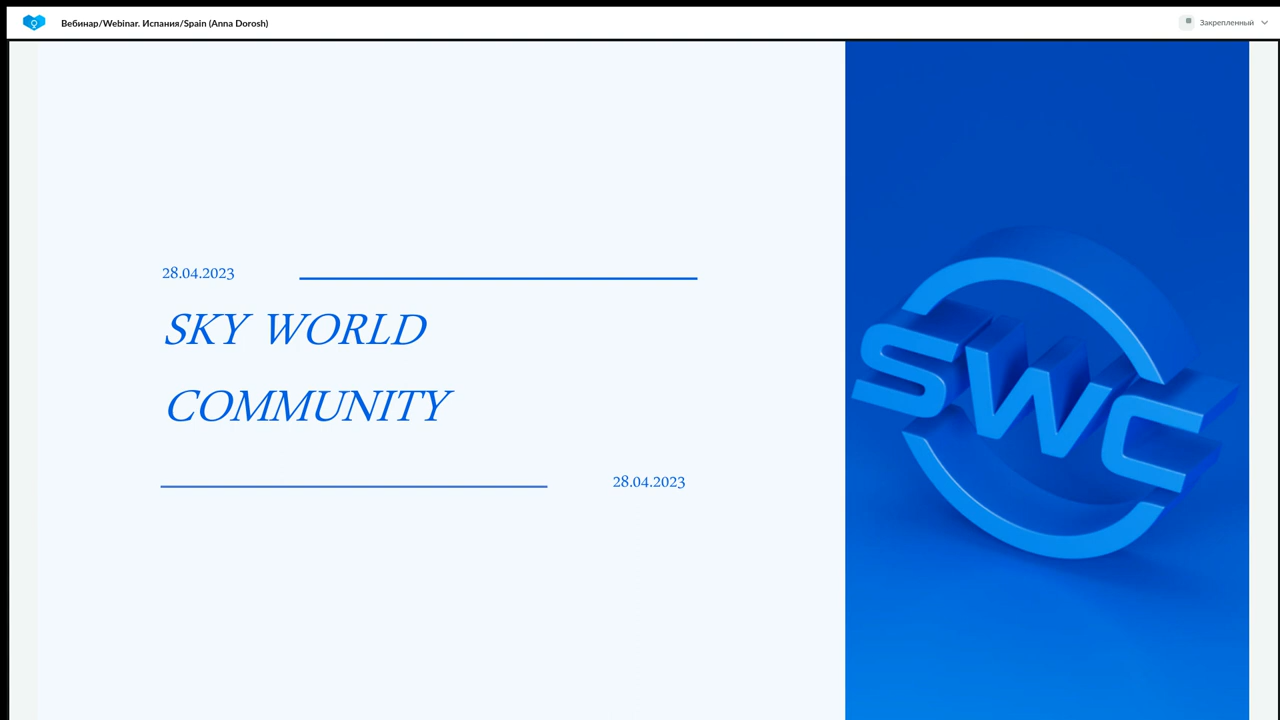 Вебинар/Webinar. Испания/Spain (Anna Dorosh)
Закрепленный
28.04.2023
SKY WORLD
COMMUNITY
28.04.2023
SWC